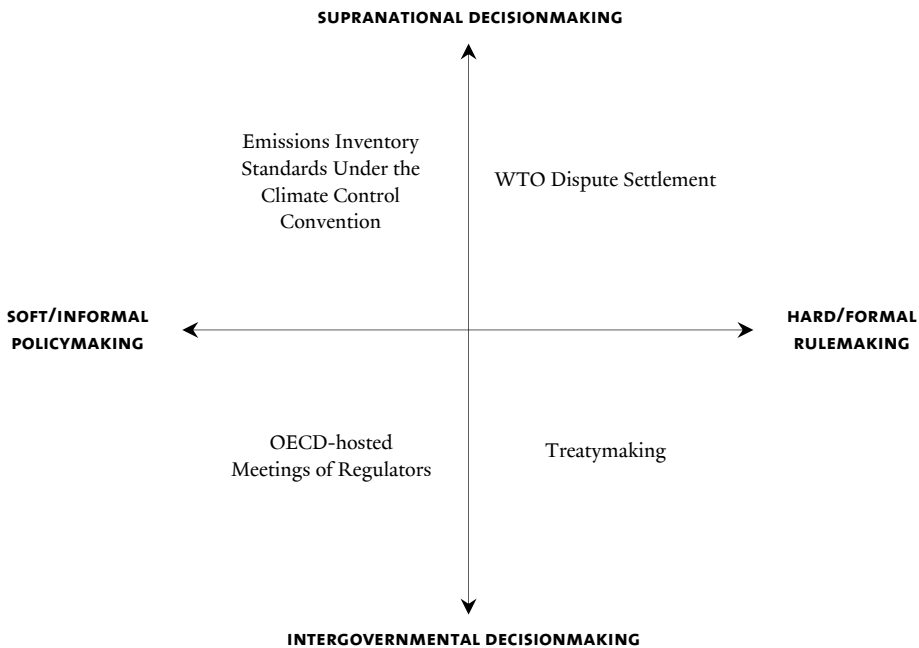 SUPRANATIONAL DECISIONMAKING
Emissions Inventory
Standards Under the
Climate Control
Convention
WTO Dispute Settlement
SOFT/INFORMAL
POLICYMAKING
HARD/FORMAL
RULEMAKING
OECD-hosted
Meetings of Regulators
Treatymaking
INTERGOVERNMENTAL DECISIONMAKING